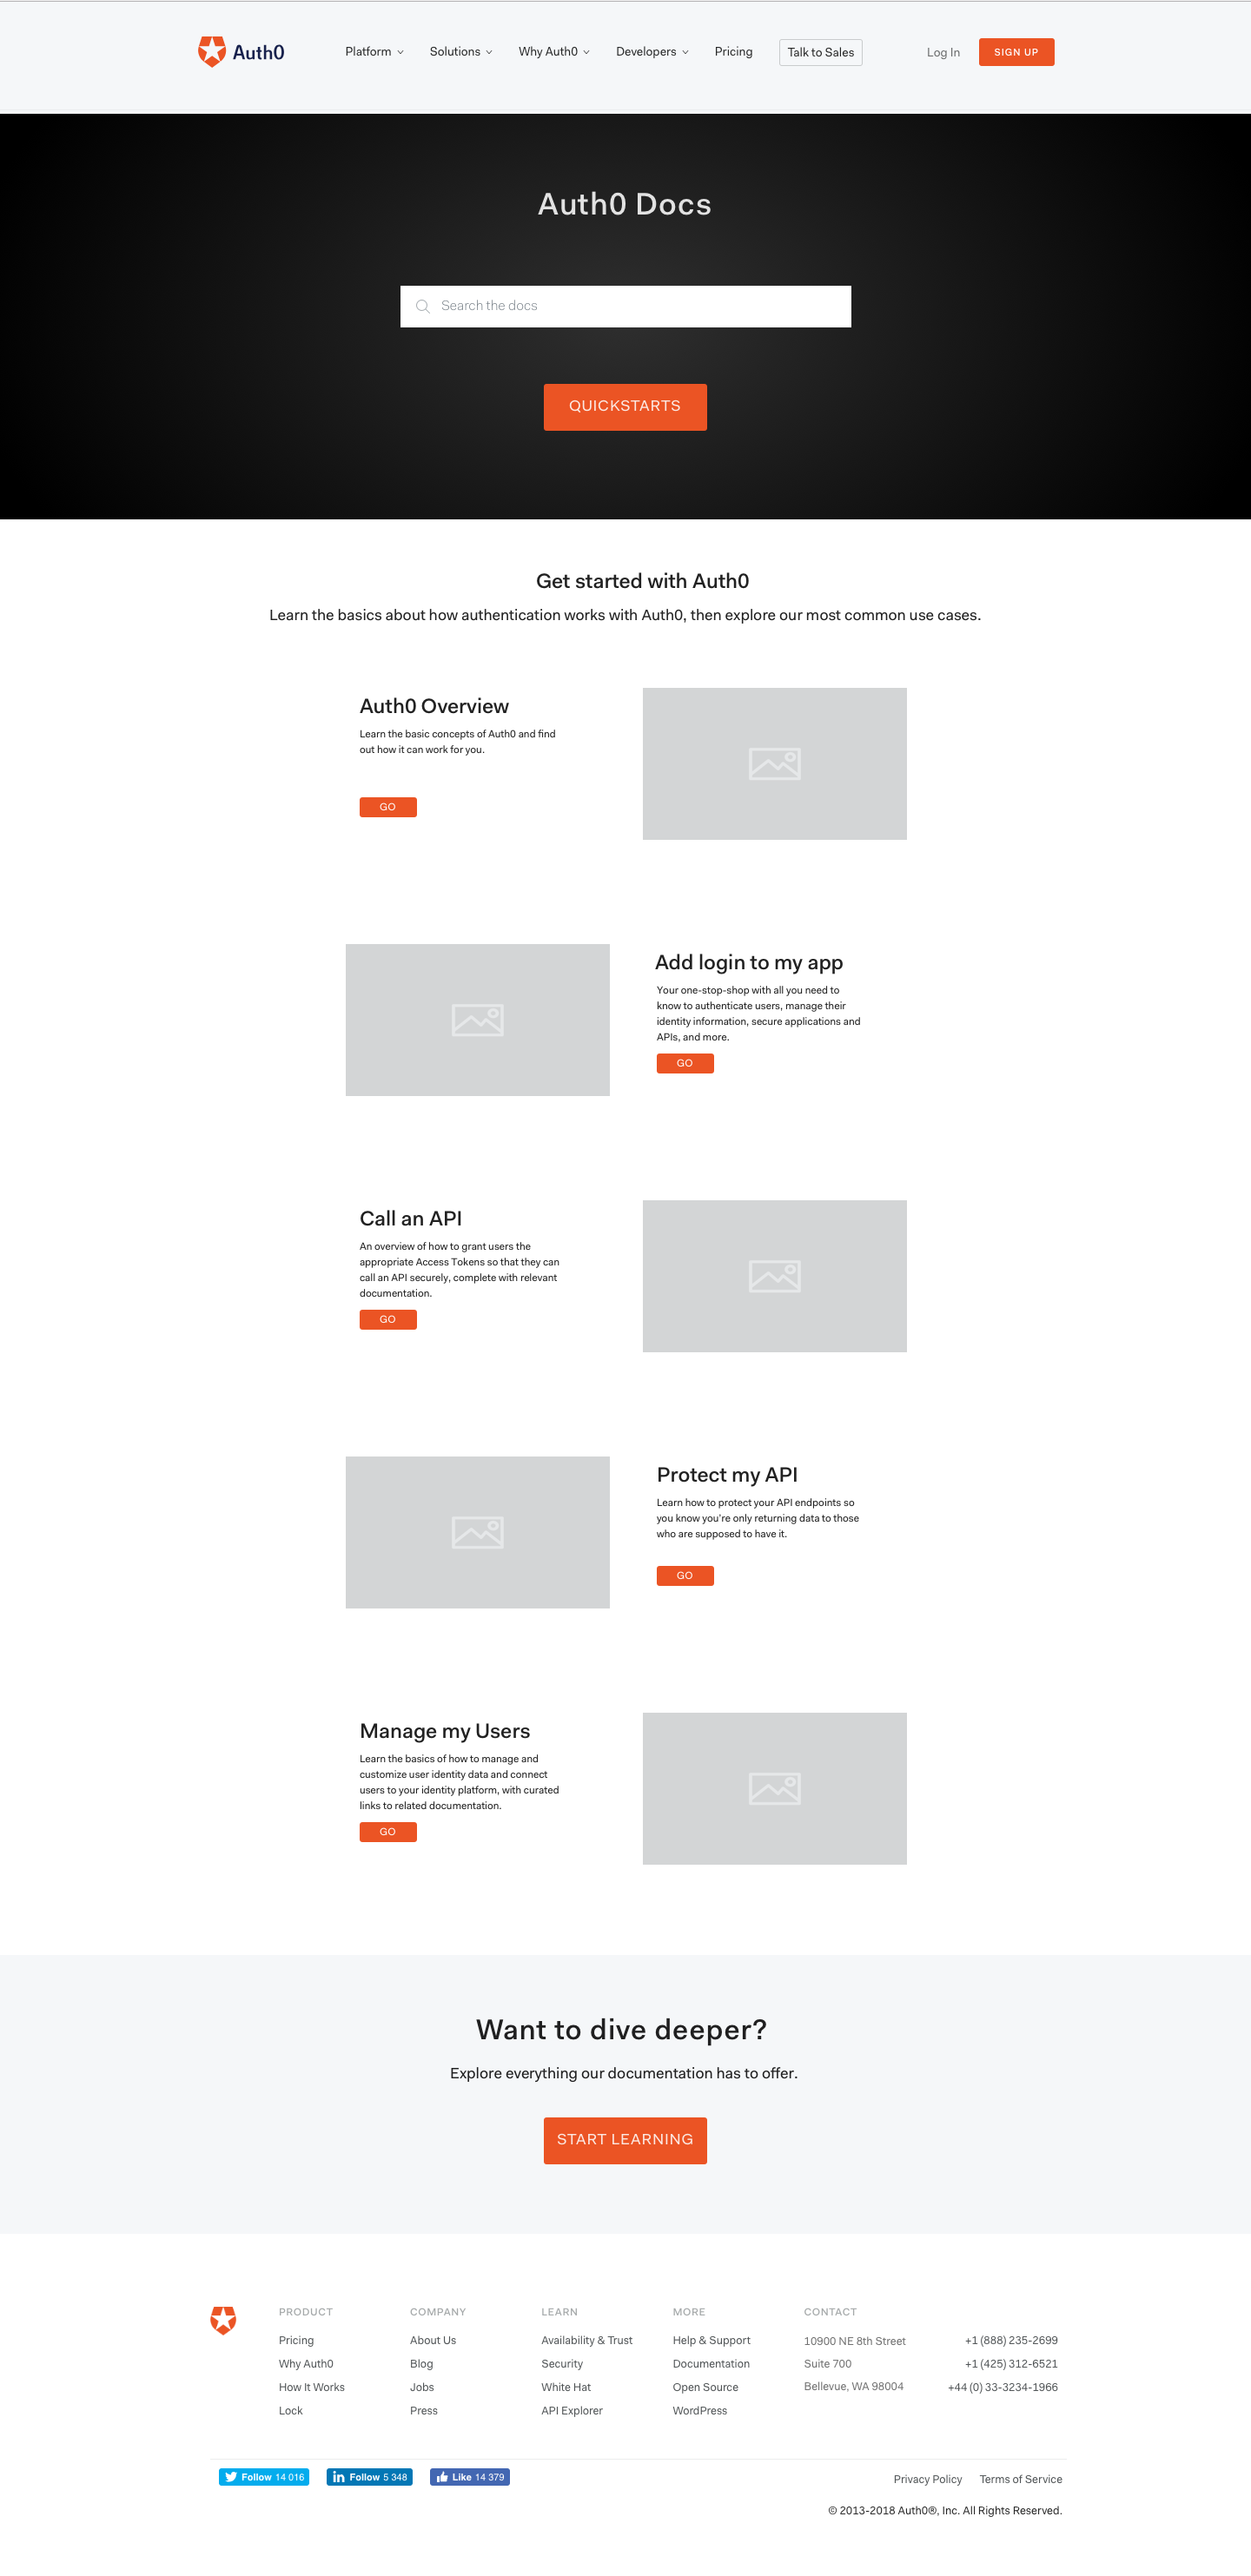 Auth0
Platform
Solutions
Why Auth0
Developers
Pricing
Talk to Sales
Log In
SIGN UP
Auth0 Docs
Search the docs
QUICKSTARTS
Get started with Auth0
Learn the basics about how authentication works with Auth0, then explore our most common use cases.
Auth0 Overview
Learn the basic concepts of Auth0 and find
out how it can work for you.
GO
Add login to my app
Your one-stop-shop with all you need to
know to authenticate users, manage their
identity information, secure applications and
APIs, and more.
GO
Call an API
An overview of how to grant users the
appropriate Access Tokens so that they can
call an API securely, complete with relevant
documentation.
GO
Protect my API
Learn how to protect your API endpoints so
you know you're only returning data to those
who are supposed to have it.
GO
Manage my Users
Learn the basics of how to manage and
customize user identity data and connect
users to your identity platform, with curated
links to related documentation.
GO
Want to dive deeper?
Explore everything our documentation has to offer.
START LEARNING
PRODUCT
Pricing
Why Auth0
How It Works
Lock
COMPANY
About Us
Blog
Jobs
Press
LEARN
Availability & Trust
Security
White Hat
API Explorer
MORE
Help & Support
Documentation
Open Source
WordPress
CONTACT
10900 NE 8th Street
Suite 700
Bellevue, WA 98004
+1 (888) 235-2699
+1 (425) 312-6521
+44 (0) 33-3234-1966
Follow 14 016
Follow 5 348
Like 14 379
Privacy Policy
Terms of Service
© 2013-2018 Auth0®, Inc. All Rights Reserved.